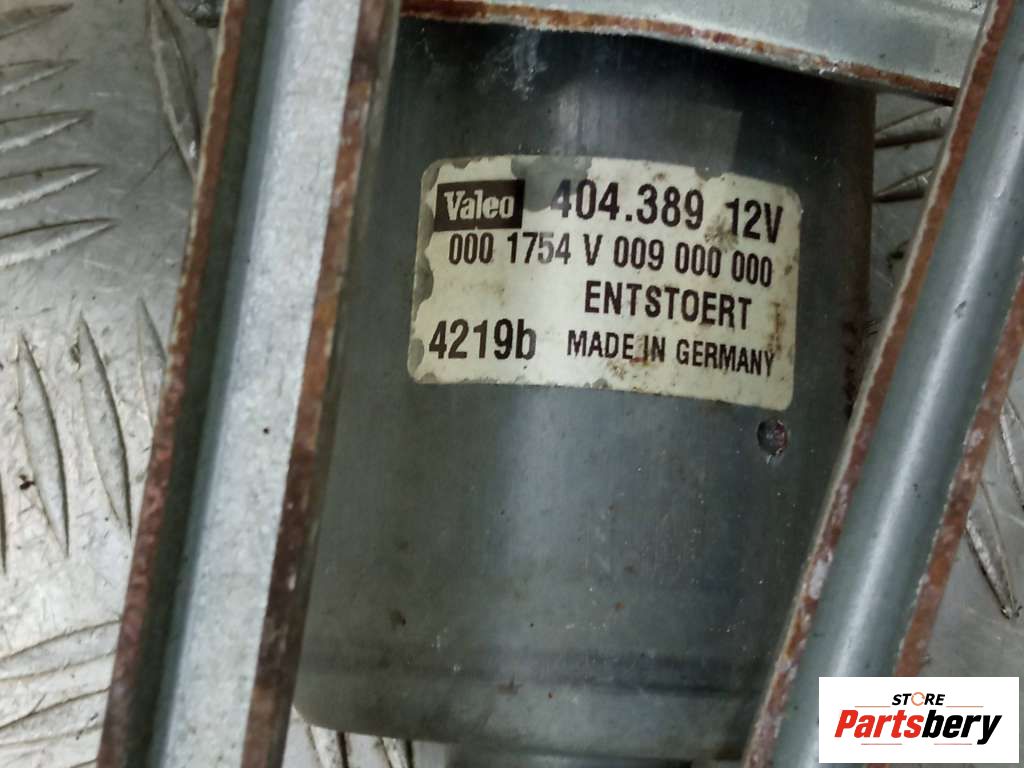 Valeo 404.389 12V
000 1754 V 009 000 000
ENTSTOERT
4219b MADE IN GERMANY
STORE
Partsbery